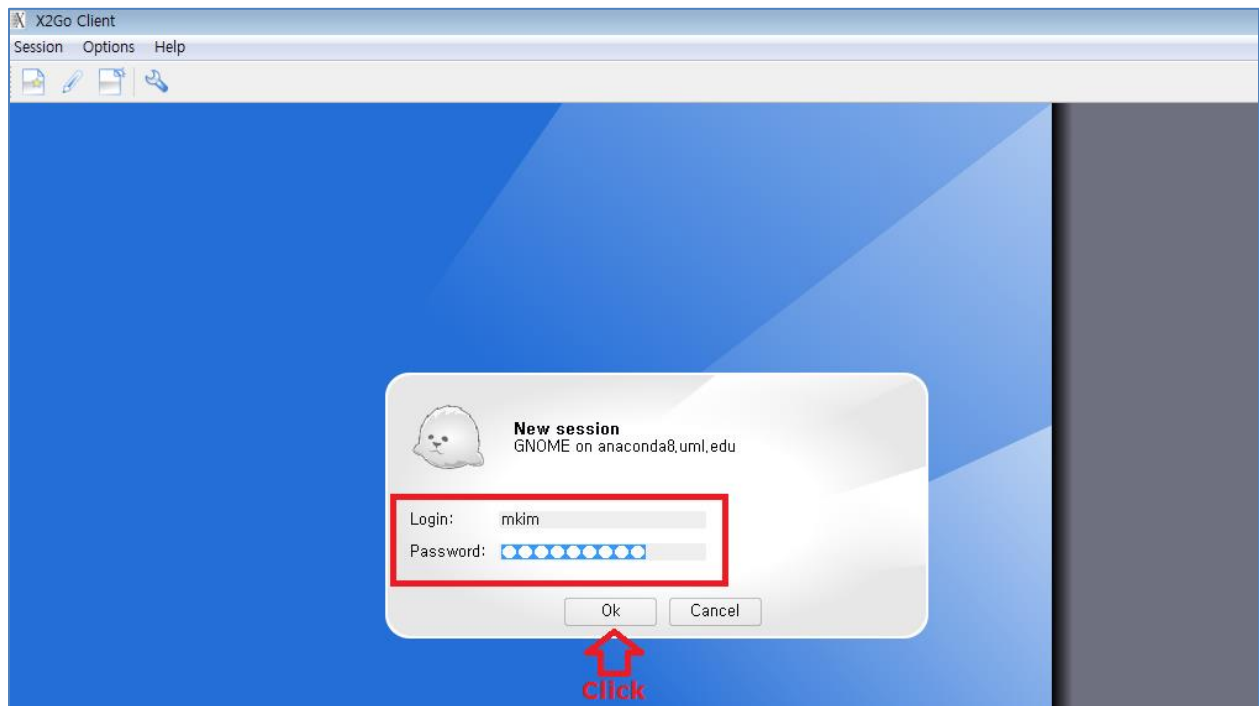 X2Go Client
Session Options Help
New session
GNOME on anaconda8.uml.edu
Login: mkim
Password:
Ok Cancel
Click